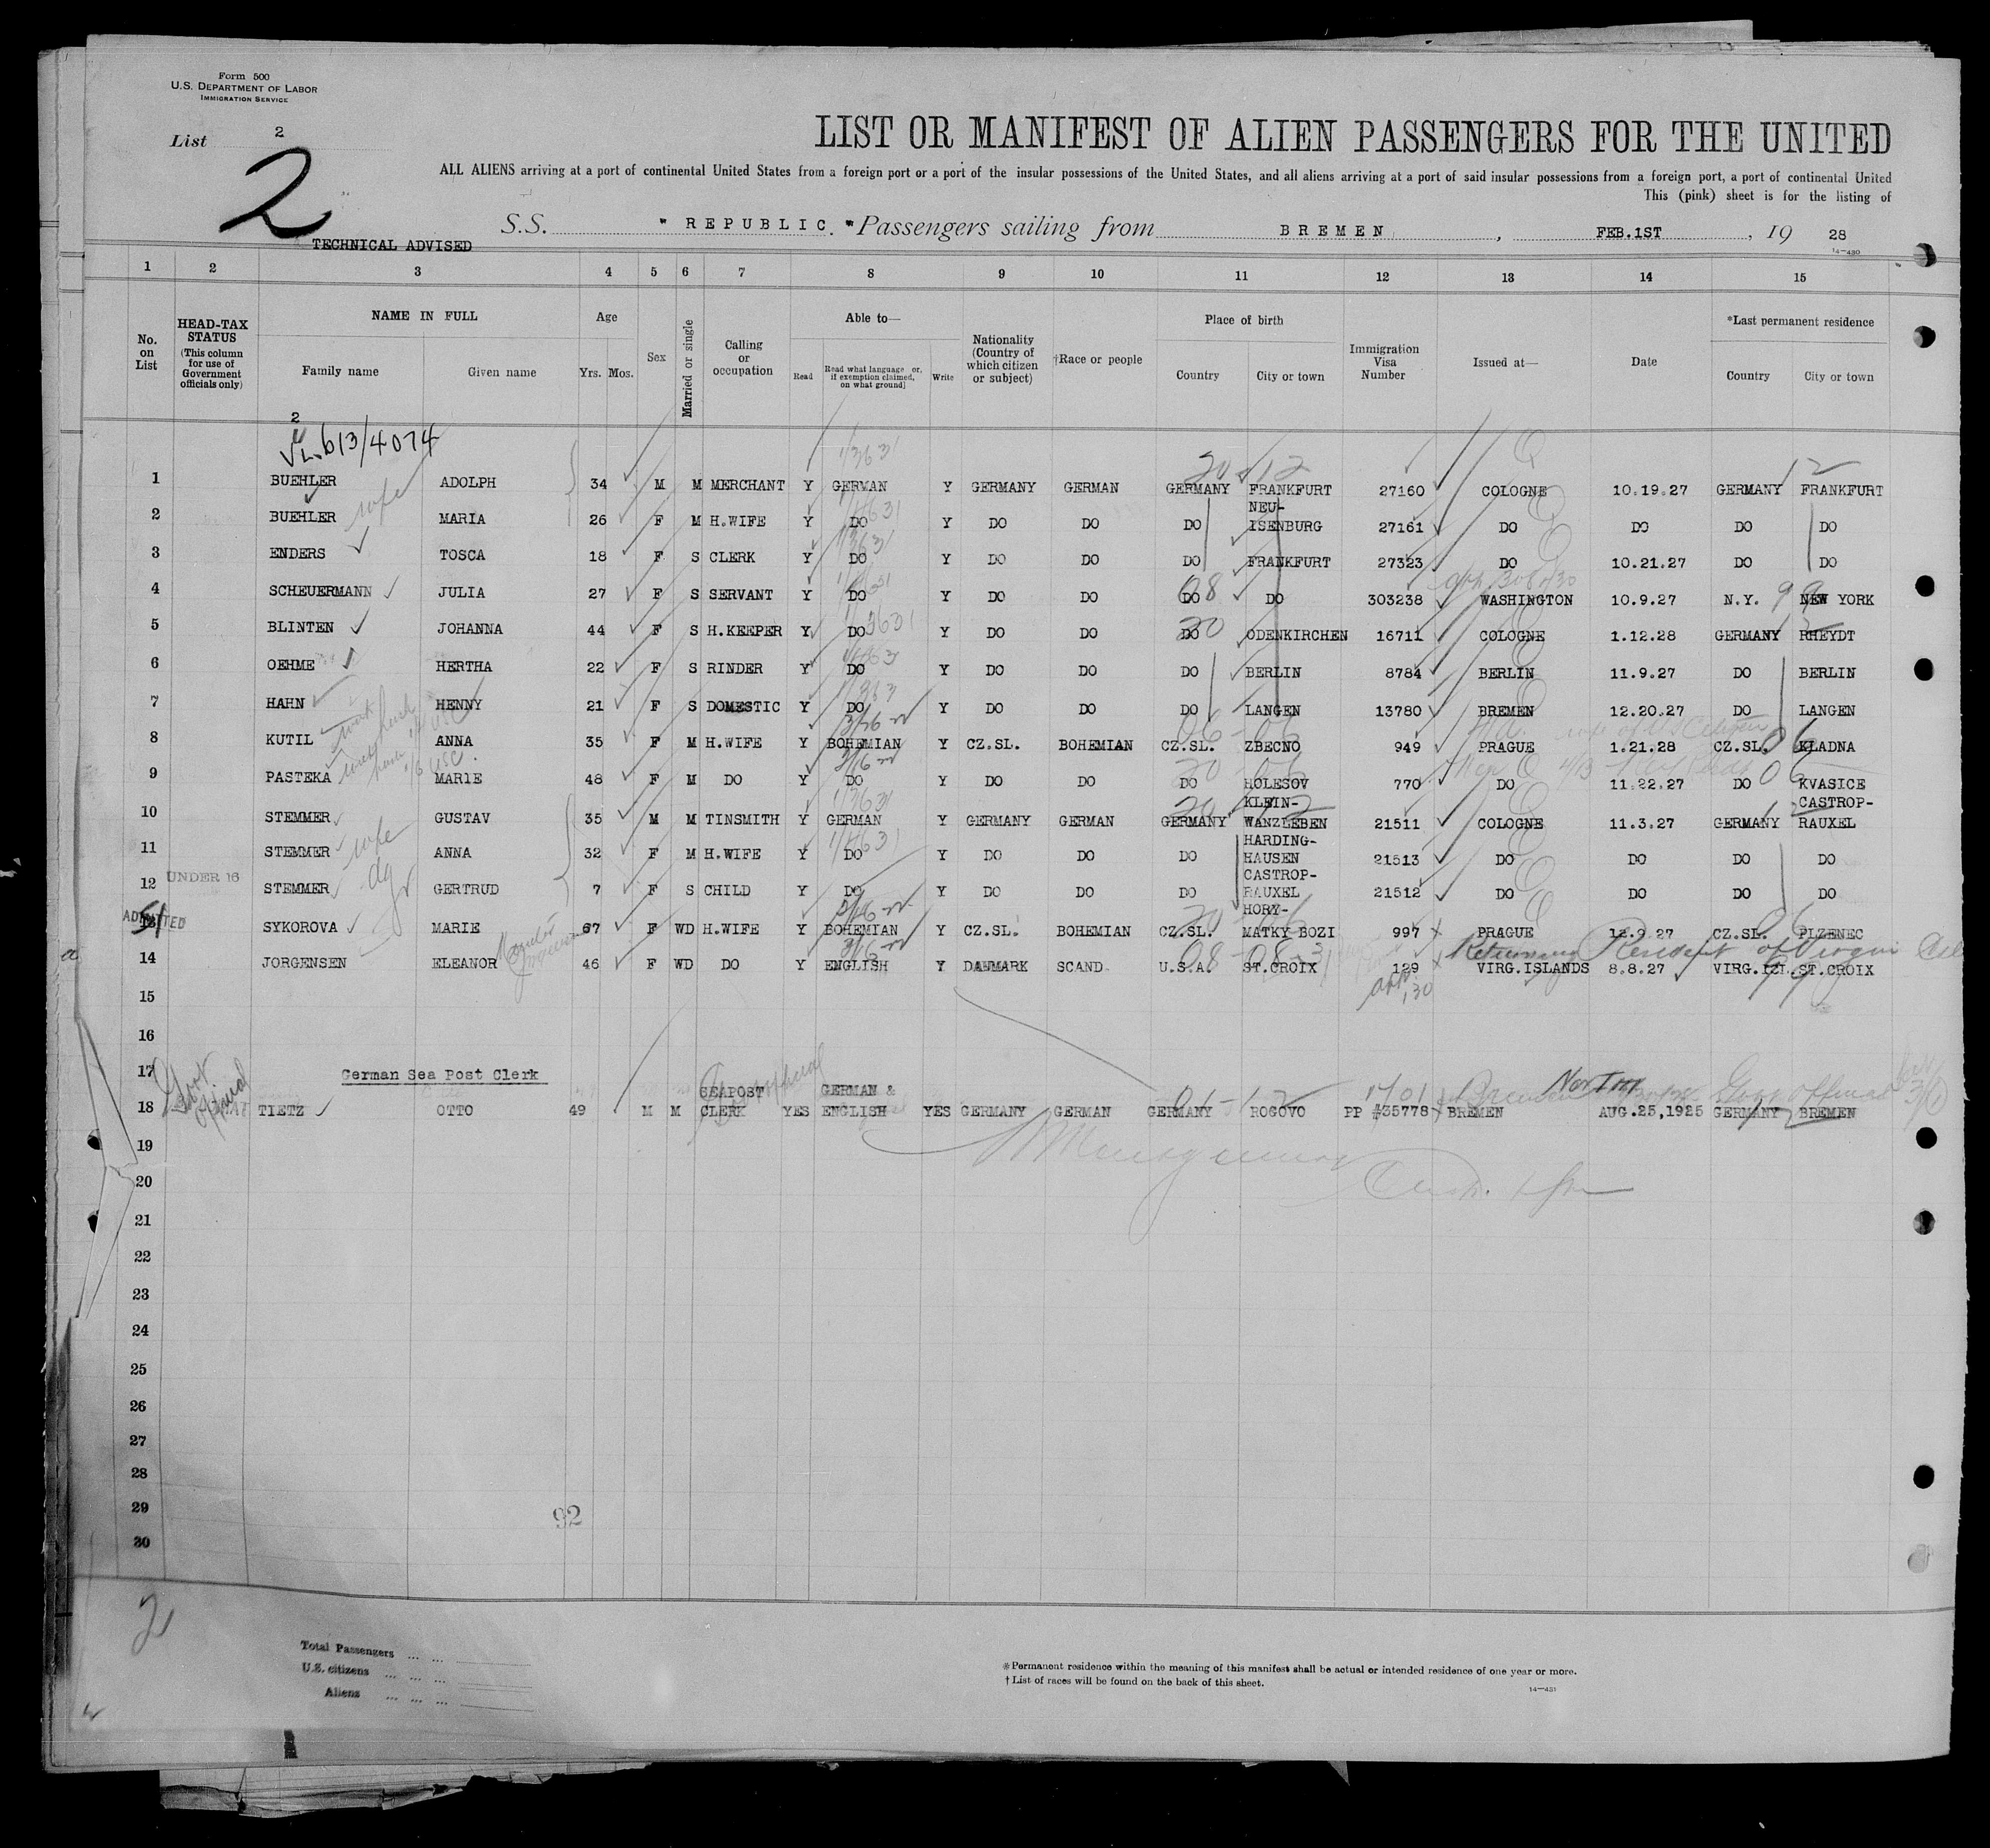 Form 500
U.S. DEPARTMENT OF LABOR
IMMIGRATION SERVICE
List 2
2
LIST OR MANIFEST OF ALIEN PASSENGERS FOR THE UNITED
ALL ALIENS arriving at a port of continental United States from a foreign port or a port of the insular possessions of the United States, and all aliens arriving at a port of said insular possessions from a foreign port, a port of continental United
This (pink) sheet is for the listing of
S.S. "REPUBLIC." Passengers sailing from BREMEN, FEB.1ST, 19 28
TECHNICAL ADVISED
14-480
1 2 3 4 5 6 7 8 9 10 11 12 13 14 15
No. on List
HEAD-TAX STATUS (This column for use of Government officials only)
NAME IN FULL
Family name Given name
Age
Yrs. Mos.
Sex
Married or single
Calling or occupation
Able to—
Read Read what language or, if exemption claimed, on what ground] Write
Nationality (Country of which citizen or subject)
†Race or people
Place of birth
Country City or town
Immigration Visa Number
Issued at—
Date
*Last permanent residence
Country City or town
2
613/4074
1 BUEHLER ADOLPH 34 M M MERCHANT Y GERMAN Y GERMANY GERMAN GERMANY FRANKFURT 27160 COLOGNE 10.19.27 GERMANY FRANKFURT
2 BUEHLER wife MARIA 26 F M H.WIFE Y DO Y DO DO DO NEU-ISENBURG 27161 DO DO DO DO
3 ENDERS TOSCA 18 F S CLERK Y DO Y DO DO DO FRANKFURT 27323 DO 10.21.27 DO DO
4 SCHEUERMANN JULIA 27 F S SERVANT Y DO Y DO DO DO DO 303238 WASHINGTON 10.9.27 N.Y. NEW YORK
5 BLINTEN JOHANNA 44 F S H.KEEPER Y DO Y DO DO DO ODENKIRCHEN 16711 COLOGNE 1.12.28 GERMANY RHEYDT
6 OEHME HERTHA 22 F S RINDER Y DO Y DO DO DO BERLIN 8784 BERLIN 11.9.27 DO BERLIN
7 HAHN HENNY 21 F S DOMESTIC Y DO Y DO DO DO LANGEN 13780 BREMEN 12.20.27 DO LANGEN
8 KUTIL ANNA 35 F M H.WIFE Y BOHEMIAN Y CZ.SL. BOHEMIAN CZ.SL. ZBECNO 949 PRAGUE 1.21.28 CZ.SL. KLADNA
9 PASTEKA MARIE 48 F M DO Y DO Y DO DO DO HOLESOV 770 DO 11.22.27 DO KVASICE
10 STEMMER GUSTAV 35 M M TINSMITH Y GERMAN Y GERMANY GERMAN GERMANY KLEIN-WANZLEBEN 21511 COLOGNE 11.3.27 GERMANY CASTROP-RAUXEL
11 STEMMER wife ANNA 32 F M H.WIFE Y DO Y DO DO DO HARDING-HAUSEN 21513 DO DO DO DO
12 UNDER 16 STEMMER dgr GERTRUD 7 F S CHILD Y DO Y DO DO DO CASTROP-RAUXEL 21512 DO DO DO DO
ADMITTED SYKOROVA MARIE 67 F WD H.WIFE Y BOHEMIAN Y CZ.SL. BOHEMIAN CZ.SL. HORY-MATKY BOZI 997 PRAGUE 12.9.27 CZ.SL. PLZENEC
Returning Resident of Virgin
14 JORGENSEN ELEANOR 46 F WD DO Y ENGLISH Y DANMARK SCAND. U.S.A. ST.CROIX 129 VIRG.ISLANDS 8.8.27 VIRG.IZL. ST.CROIX
15
16
17 German Sea Post Clerk
18 TIETZ OTTO 49 M M SEAPOST CLERK YES GERMAN & ENGLISH YES GERMANY GERMAN GERMANY ROGOVO PP #35778 BREMEN AUG.25,1925 GERMANY BREMEN
19
20
21
22
23
24
25
26
27
28
29
30
92
2
Total Passengers ... ...
U.S. citizens ... ... ...
Aliens ... ... ...
*Permanent residence within the meaning of this manifest shall be actual or intended residence of one year or more.
†List of races will be found on the back of this sheet.
14-451